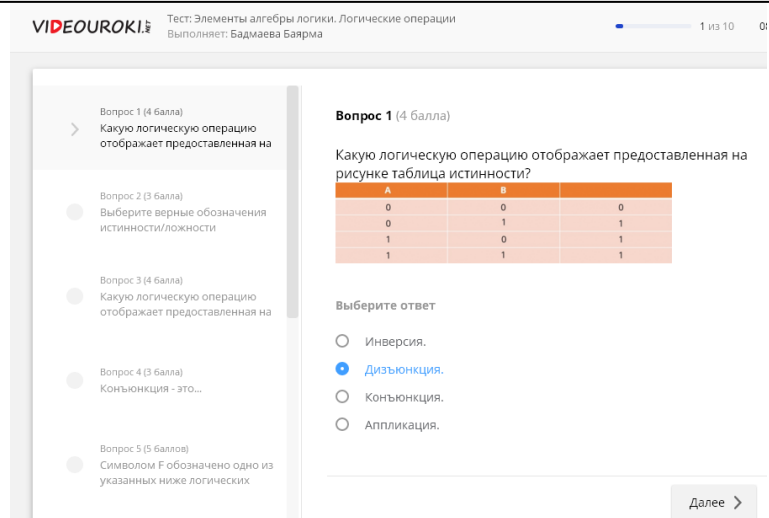 VIDEOUROKI.NET
Тест: Элементы алгебры логики. Логические операции
Выполняет: Бадмаева Баярма
1 из 10
Вопрос 1 (4 балла)
Какую логическую операцию
отображает предоставленная на
Вопрос 2 (3 балла)
Выберите верные обозначения
истинности/ложности
Вопрос 3 (4 балла)
Какую логическую операцию
отображает предоставленная на
Вопрос 4 (3 балла)
Конъюнкция - это...
Вопрос 5 (5 баллов)
Символом F обозначено одно из
указанных ниже логических
Вопрос 1 (4 балла)
Какую логическую операцию отображает предоставленная на
рисунке таблица истинности?
A B
0 0 0
0 1 1
1 0 1
1 1 1
Выберите ответ
Инверсия.
Дизъюнкция.
Конъюнкция.
Аппликация.
Далее